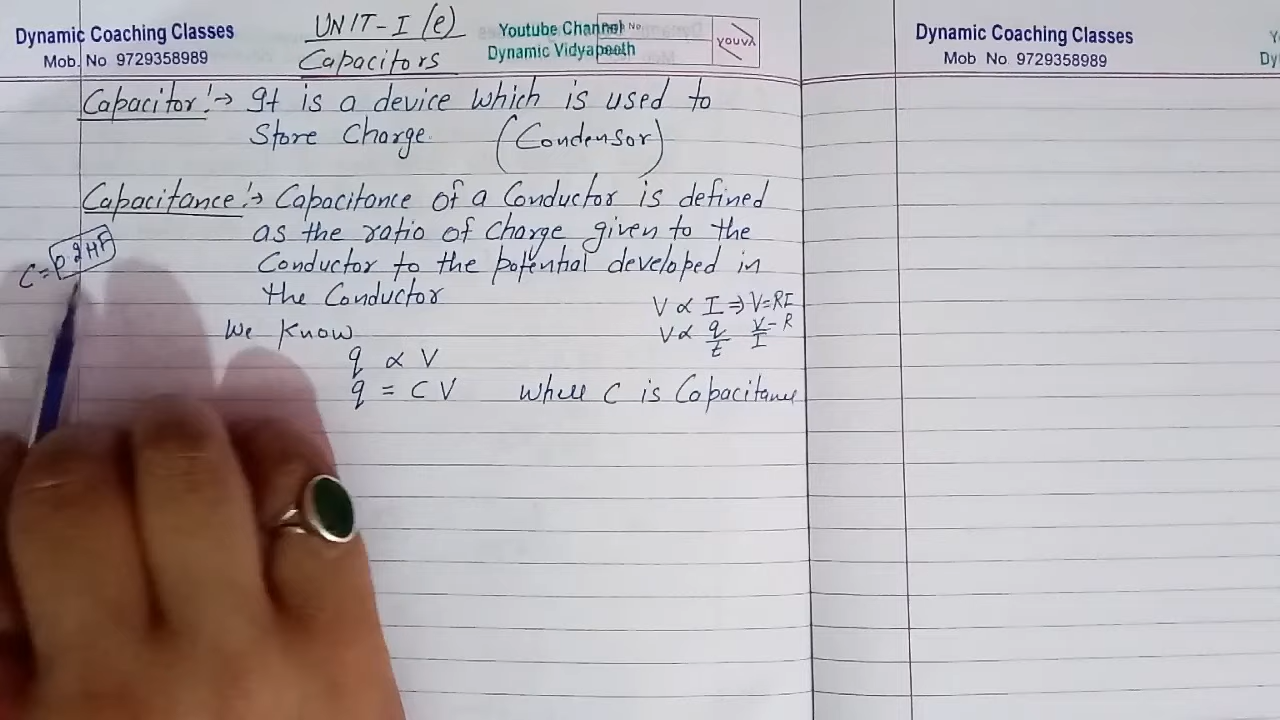 Dynamic Coaching Classes
Mob. No 9729358989
UNIT-I (e)
Capacitors
Youtube Channel
Dynamic Vidyapeeth
No.
youva
Dynamic Coaching Classes
Mob No. 9729358989
Y
Dy
Capacitor:→ It is a device which is used to
Store Charge. (Condensor)
Capacitance:→ Capacitance of a Conductor is defined
as the ratio of Charge given to the
Conductor to the potential developed in
the Conductor
C=
V ∝ I ⇒ V=RI
V ∝ q/t V/I - R
We Know
q ∝ V
q = C V Where C is Capacitance